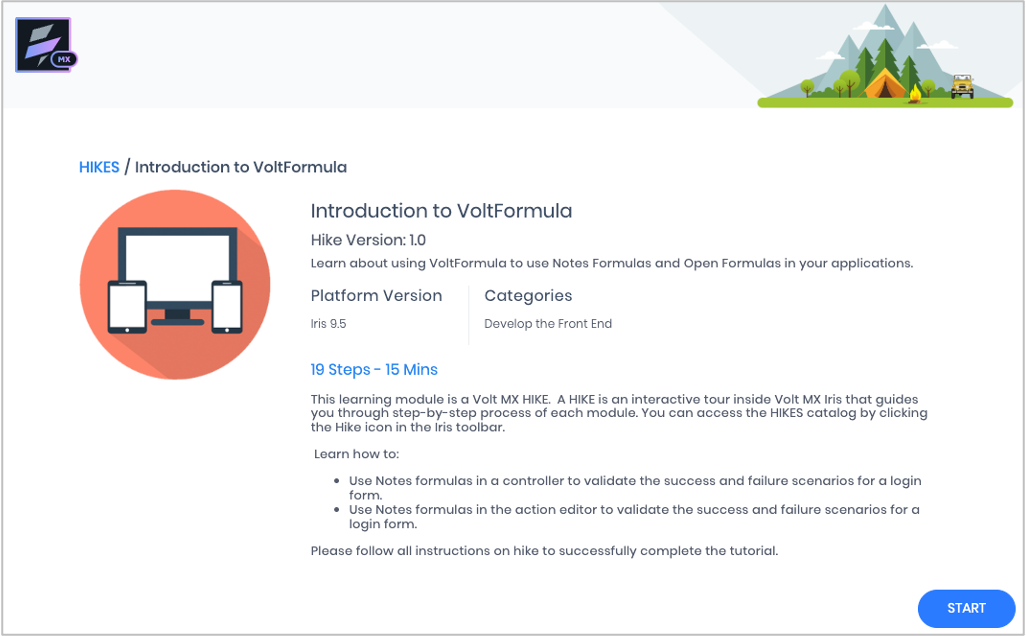 MX
HIKES / Introduction to VoltFormula
Introduction to VoltFormula
Hike Version: 1.0
Learn about using VoltFormula to use Notes Formulas and Open Formulas in your applications.
Platform Version
Categories
Iris 9.5
Develop the Front End
19 Steps - 15 Mins
This learning module is a Volt MX HIKE.  A HIKE is an interactive tour inside Volt MX Iris that guides
you through step-by-step process of each module. You can access the HIKES catalog by clicking
the Hike icon in the Iris toolbar.
Learn how to:
• Use Notes formulas in a controller to validate the success and failure scenarios for a login
form.
• Use Notes formulas in the action editor to validate the success and failure scenarios for a
login form.
Please follow all instructions on hike to successfully complete the tutorial.
START